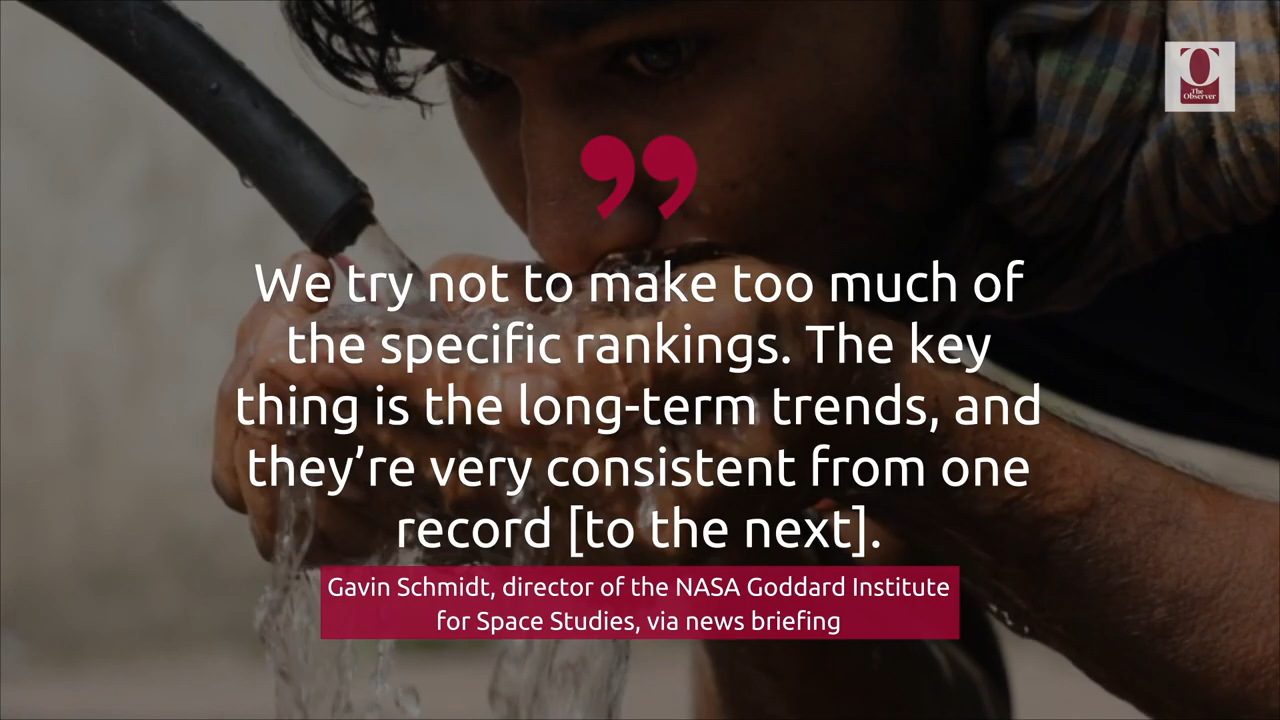 The
Observer
We try not to make too much of
the specific rankings. The key
thing is the long-term trends, and
they’re very consistent from one
record [to the next].
Gavin Schmidt, director of the NASA Goddard Institute
for Space Studies, via news briefing